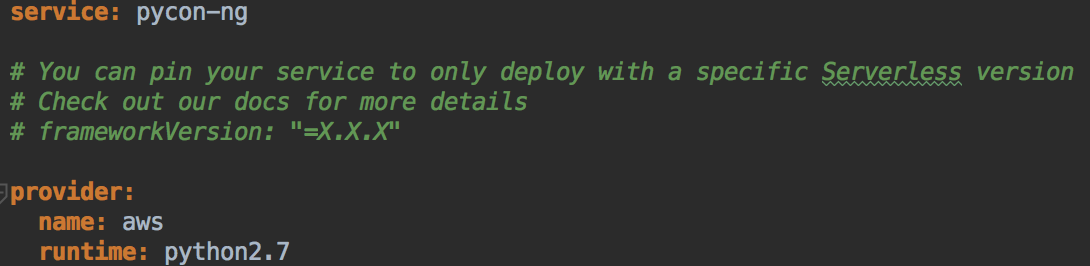 service: pycon-ng
# You can pin your service to only deploy with a specific Serverless version
# Check out our docs for more details
# frameworkVersion: "=X.X.X"
provider:
  name: aws
  runtime: python2.7